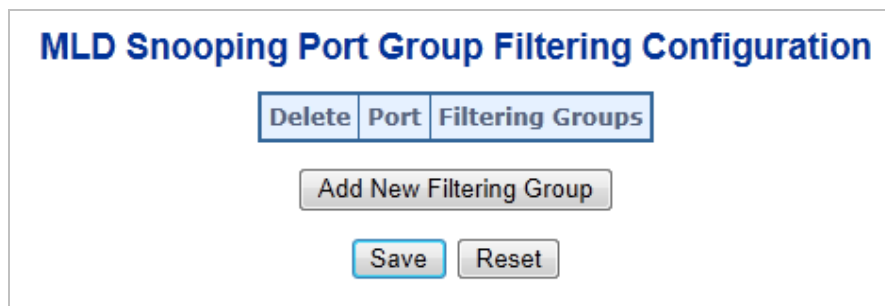 MLD Snooping Port Group Filtering Configuration
Delete Port Filtering Groups
Add New Filtering Group
Save Reset